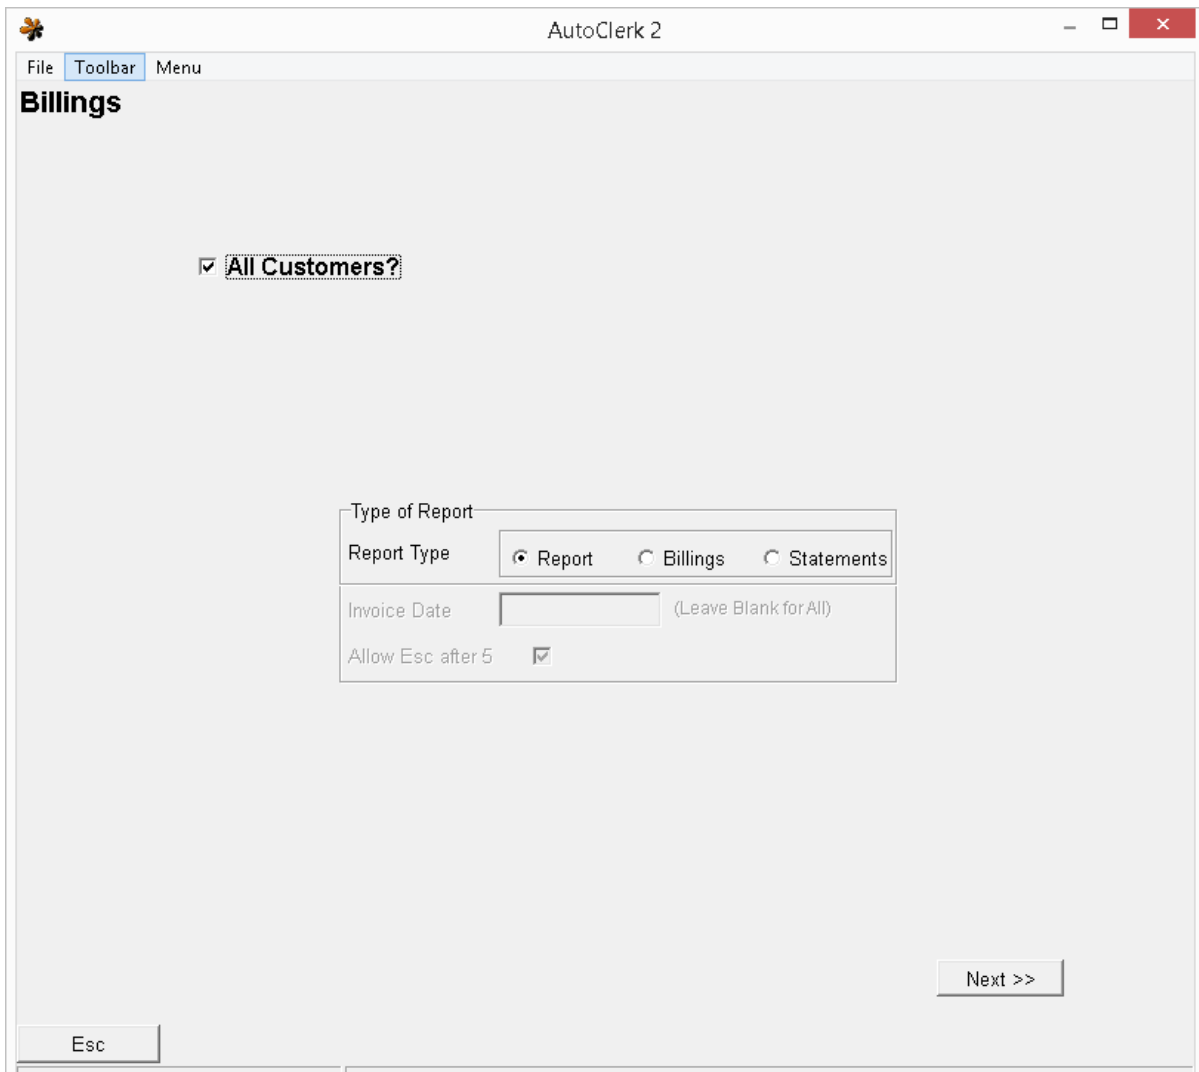 AutoClerk 2
File Toolbar Menu
Billings
All Customers?
Type of Report
Report Type Report Billings Statements
Invoice Date (Leave Blank for All)
Allow Esc after 5
Next >>
Esc